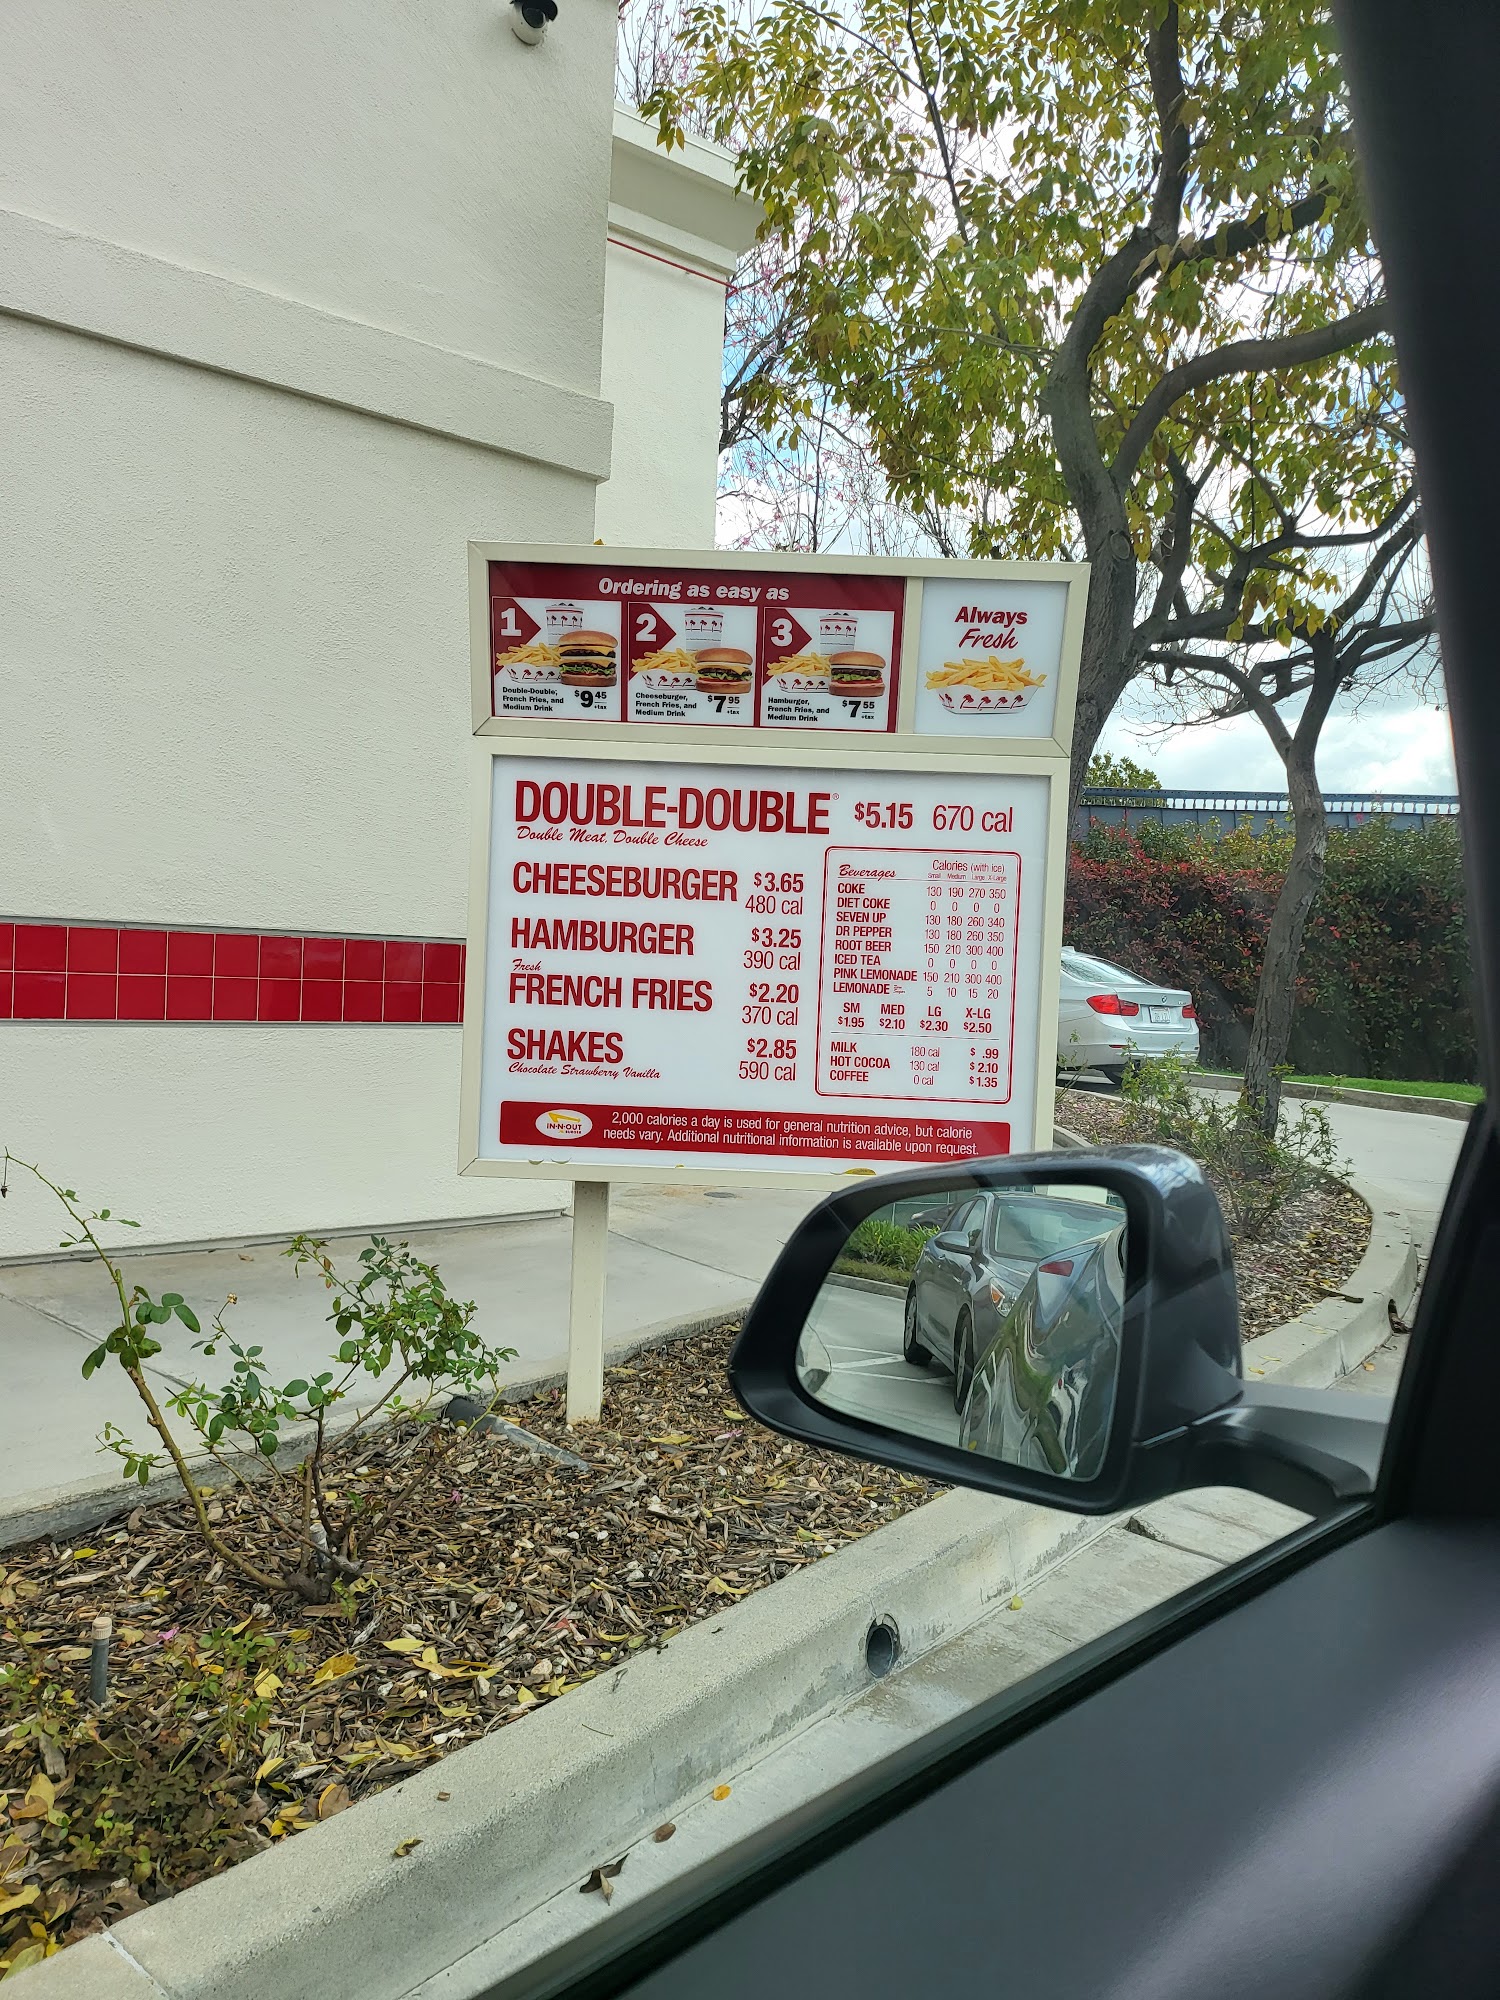 Ordering as easy as
1
Double-Double,
French Fries, and
Medium Drink
$9 45
+tax
2
Cheeseburger,
French Fries, and
Medium Drink
$7 95
+tax
3
Hamburger,
French Fries, and
Medium Drink
$7 55
+tax
Always
Fresh
DOUBLE-DOUBLE® $5.15 670 cal
Double Meat, Double Cheese
CHEESEBURGER $3.65
480 cal
HAMBURGER $3.25
390 cal
Fresh
FRENCH FRIES $2.20
370 cal
SHAKES $2.85
Chocolate Strawberry Vanilla 590 cal
Beverages Calories (with ice)
Small Medium Large X-Large
COKE 130 190 270 350
DIET COKE 0 0 0 0
SEVEN UP 130 180 260 340
DR PEPPER 130 180 260 350
ROOT BEER 150 210 300 400
ICED TEA 0 0 0 0
PINK LEMONADE 150 210 300 400
LEMONADE 5 10 15 20
SM MED LG X-LG
$1.95 $2.10 $2.30 $2.50
MILK 180 cal $ .99
HOT COCOA 130 cal $2.10
COFFEE 0 cal $1.35
IN-N-OUT
BURGER
2,000 calories a day is used for general nutrition advice, but calorie
needs vary. Additional nutritional information is available upon request.